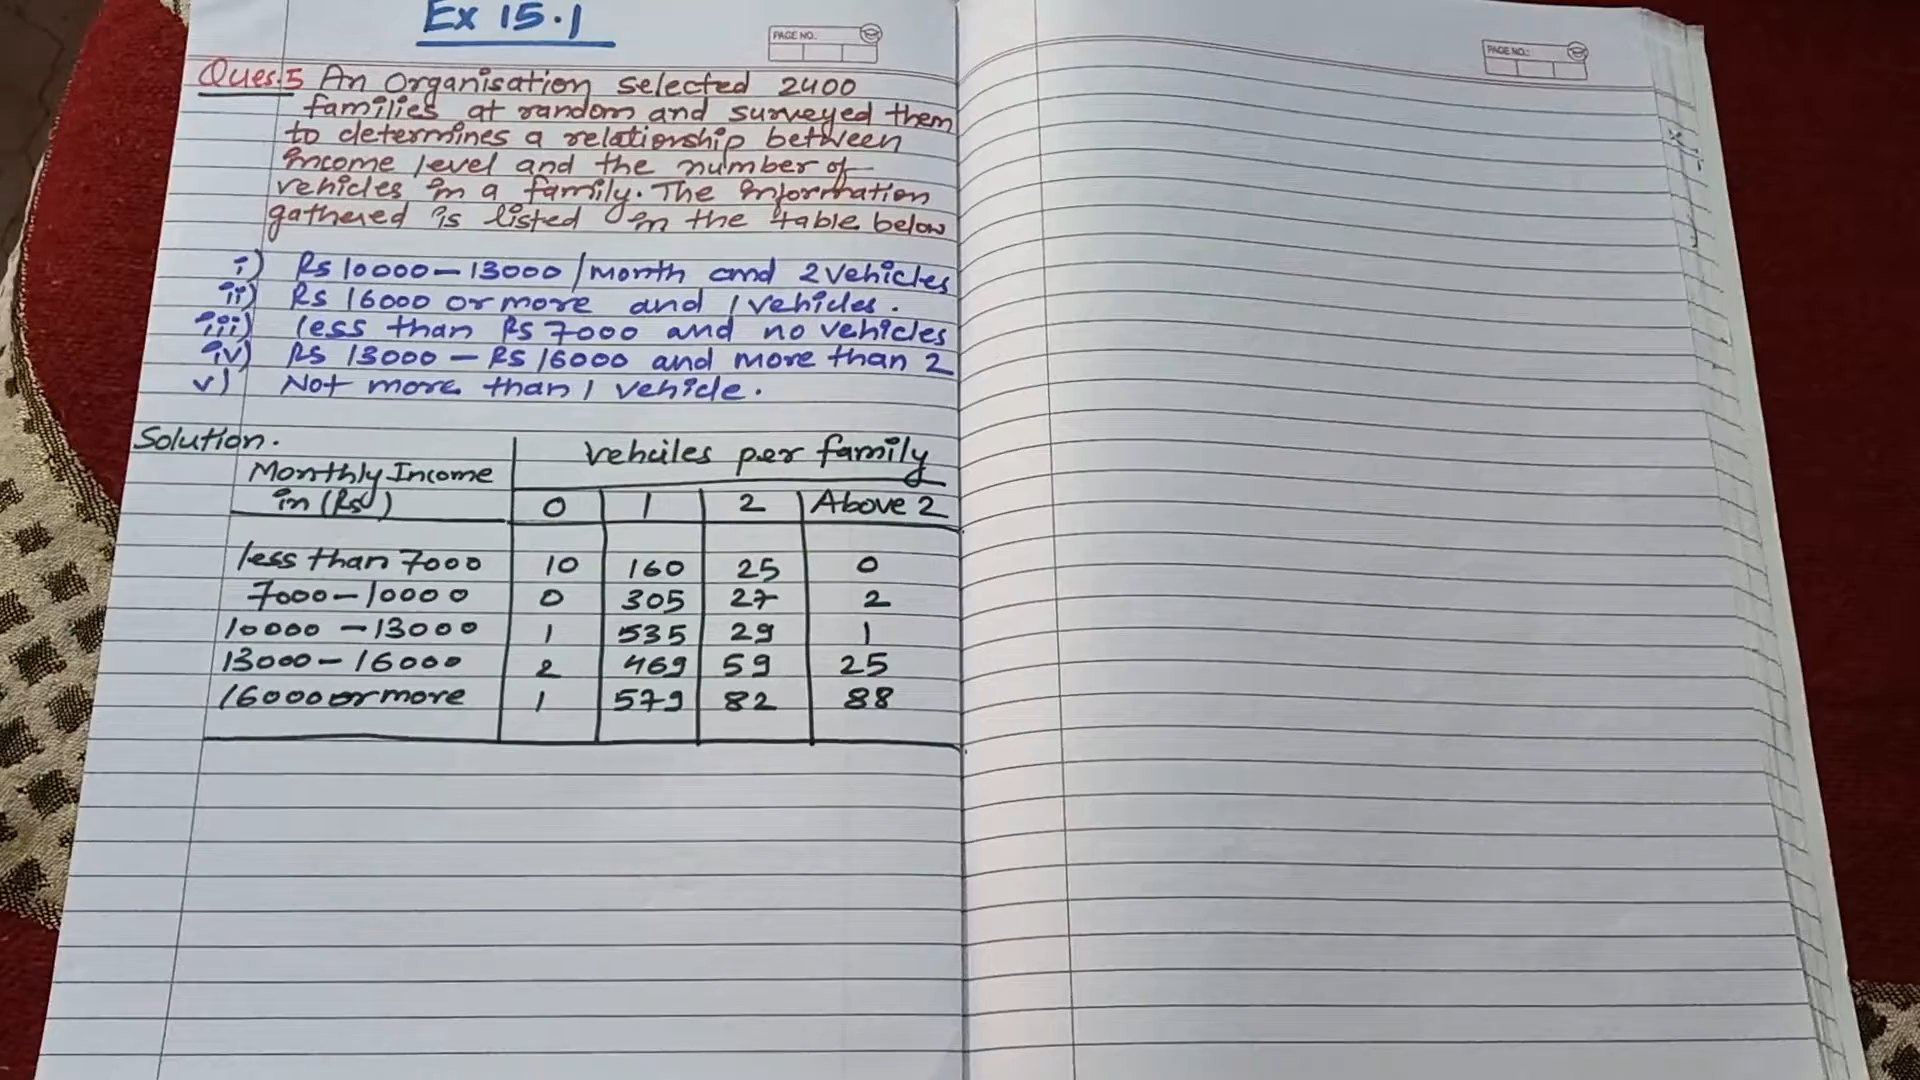 Ex 15.1
PAGE NO.
PAGE NO.:
Ques.5 An Organisation selected 2400
families at random and surveyed them
to determines a relationship between
income level and the number of
vehicles in a family. The information
gathered is listed in the table below
i) Rs 10000-13000/month and 2 vehicles
ii) Rs 16000 or more and 1 vehicles.
iii) less than Rs 7000 and no vehicles
iv) Rs 13000 - Rs 16000 and more than 2
v) Not more than 1 vehicle.
Solution.
vehciles per family
Monthly Income
in (Rs)
0 1 2 Above 2
less than 7000 10 160 25 0
7000-10000 0 305 27 2
10000-13000 1 535 29 1
13000-16000 2 469 59 25
16000 or more 1 579 82 88